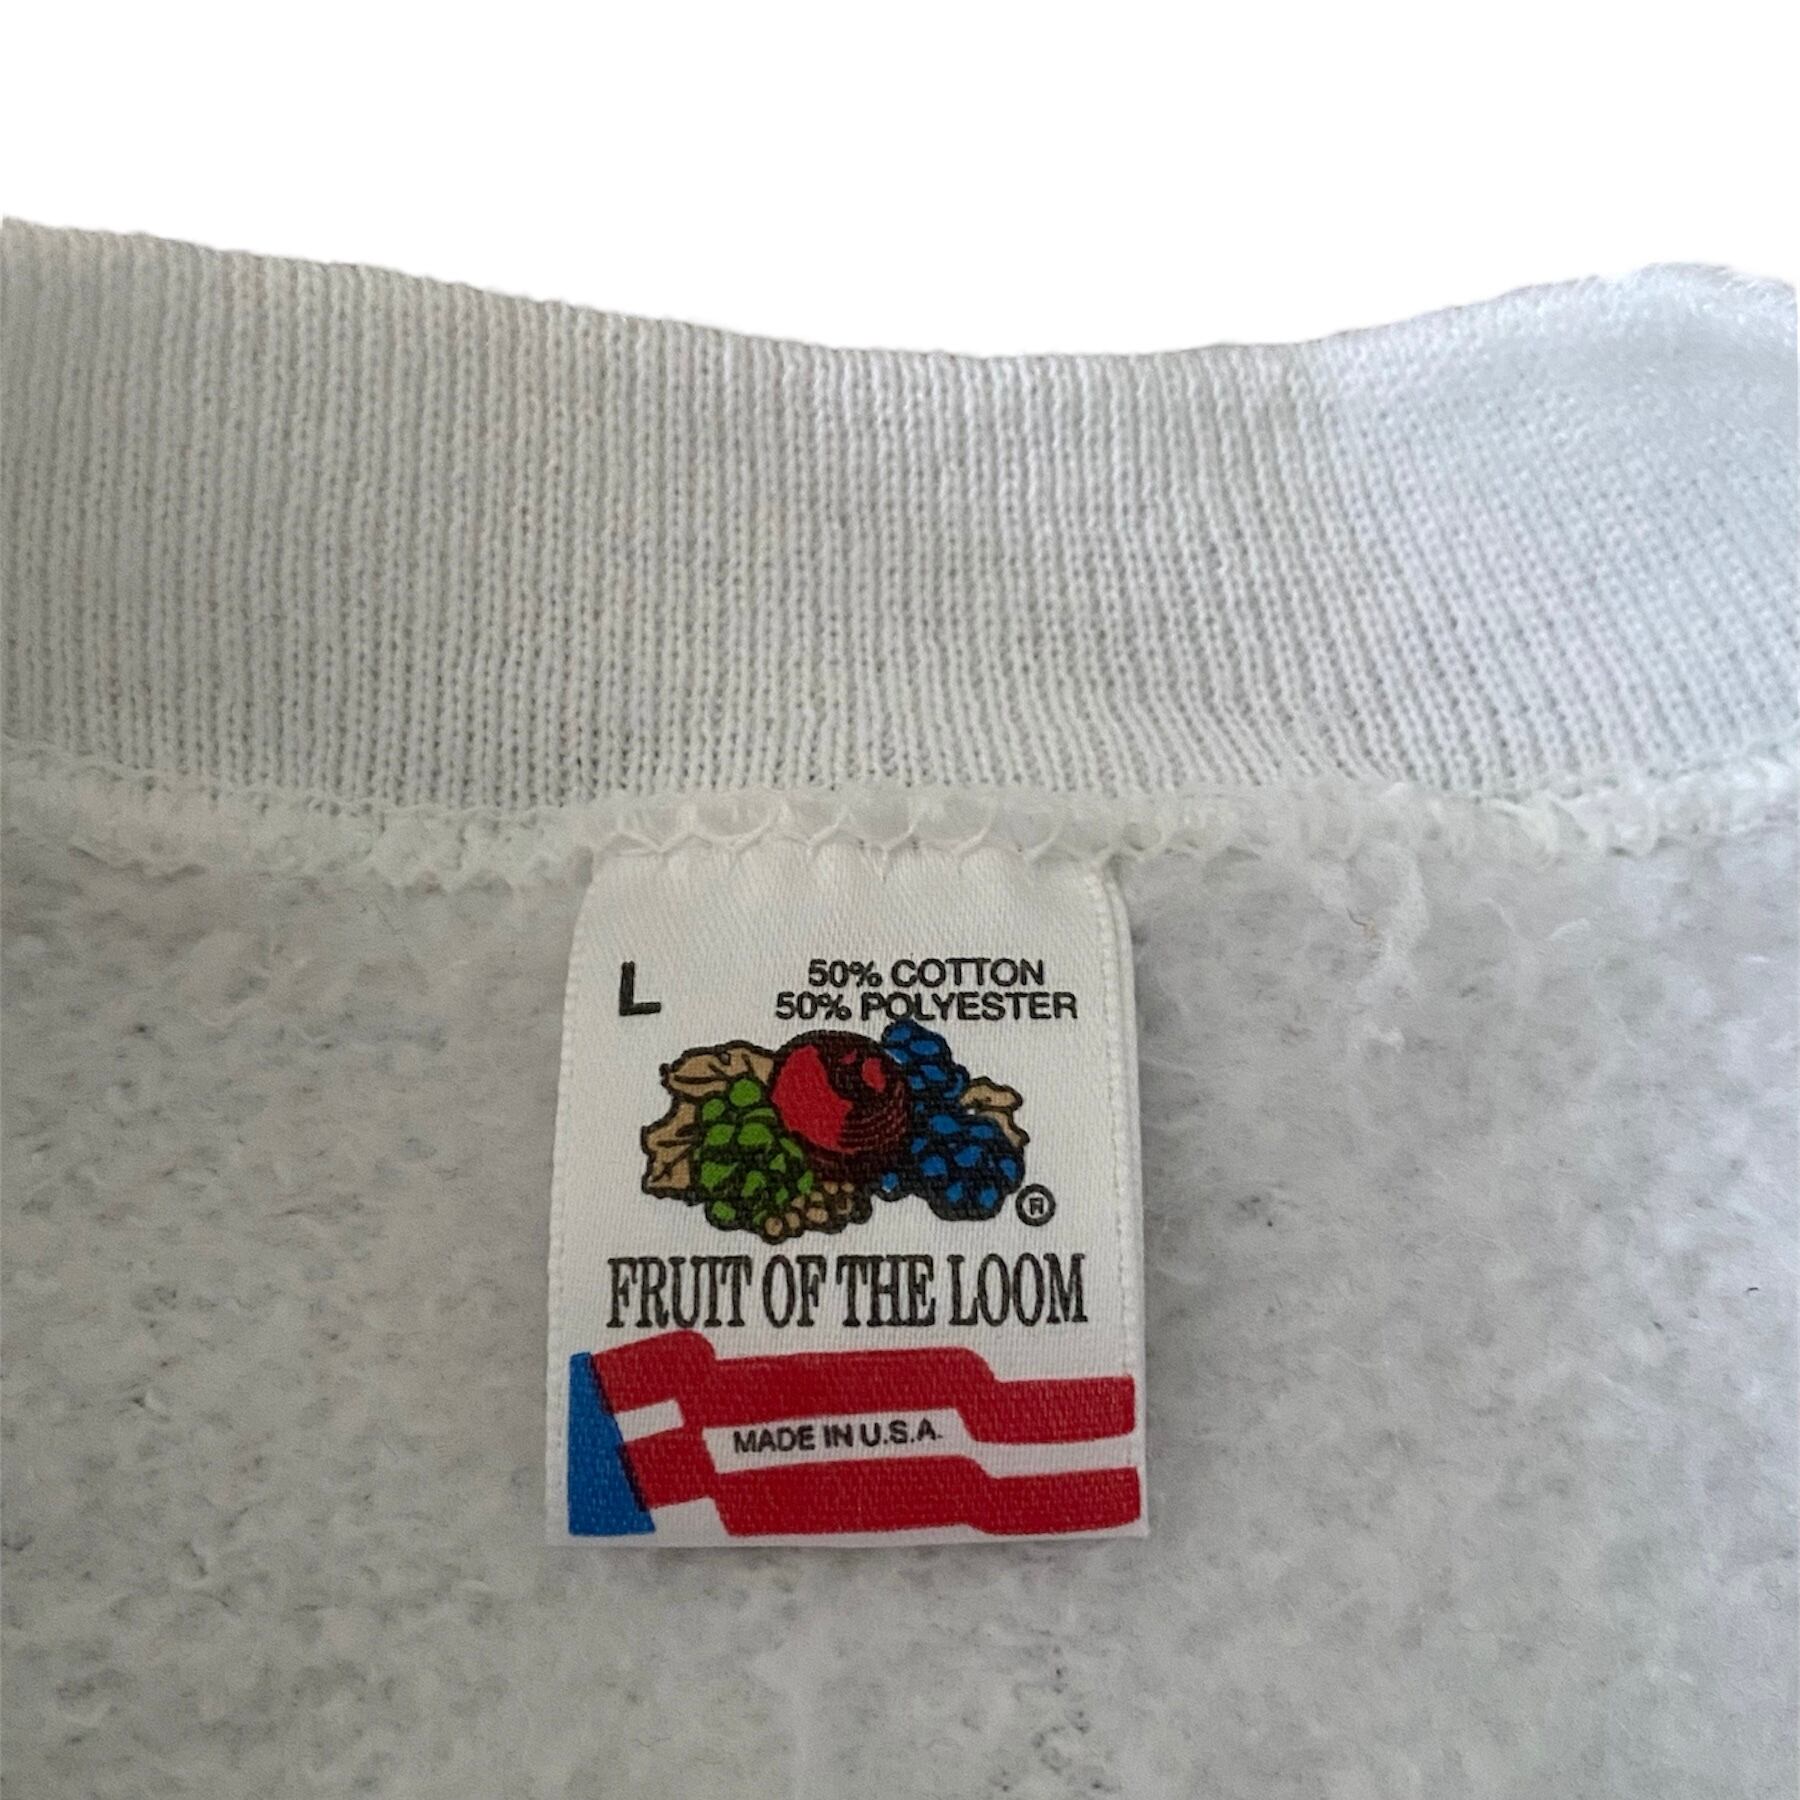 L
50% COTTON
50% POLYESTER
®
FRUIT OF THE LOOM
MADE IN U.S.A.